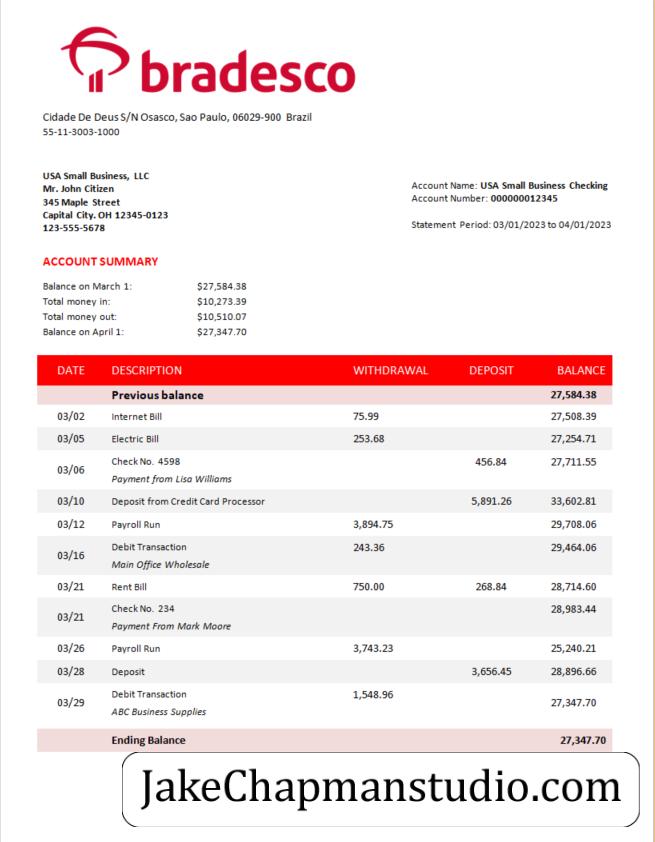 bradesco
Cidade De Deus S/N Osasco, Sao Paulo, 06029-900 Brazil
55-11-3003-1000
USA Small Business, LLC
Mr. John Citizen
345 Maple Street
Capital City. OH 12345-0123
123-555-5678
Account Name: USA Small Business Checking
Account Number: 000000012345
Statement Period: 03/01/2023 to 04/01/2023
ACCOUNT SUMMARY
Balance on March 1: $27,584.38
Total money in: $10,273.39
Total money out: $10,510.07
Balance on April 1: $27,347.70
DATE DESCRIPTION WITHDRAWAL DEPOSIT BALANCE
Previous balance 27,584.38
03/02 Internet Bill 75.99 27,508.39
03/05 Electric Bill 253.68 27,254.71
03/06 Check No. 4598 456.84 27,711.55
Payment from Lisa Williams
03/10 Deposit from Credit Card Processor 5,891.26 33,602.81
03/12 Payroll Run 3,894.75 29,708.06
03/16 Debit Transaction 243.36 29,464.06
Main Office Wholesale
03/21 Rent Bill 750.00 268.84 28,714.60
03/21 Check No. 234 28,983.44
Payment From Mark Moore
03/26 Payroll Run 3,743.23 25,240.21
03/28 Deposit 3,656.45 28,896.66
03/29 Debit Transaction 1,548.96 27,347.70
ABC Business Supplies
Ending Balance 27,347.70
JakeChapmanstudio.com